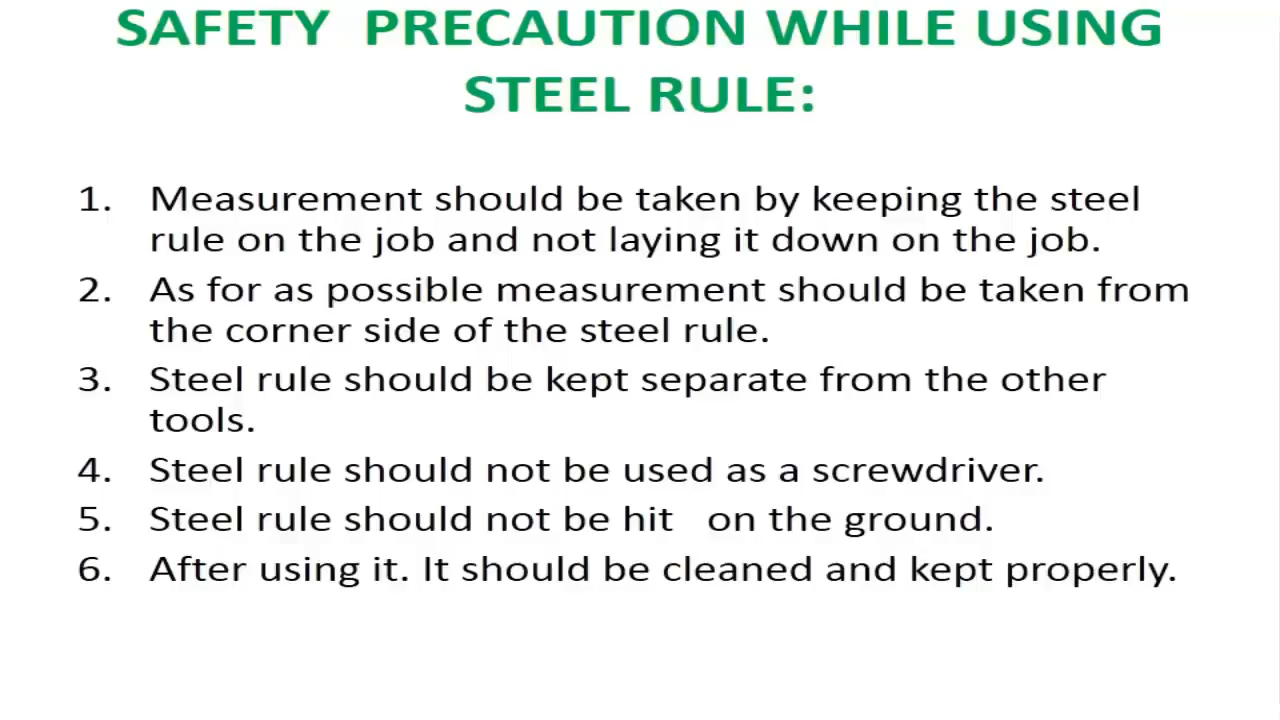 SAFETY PRECAUTION WHILE USING
STEEL RULE:
1. Measurement should be taken by keeping the steel
rule on the job and not laying it down on the job.
2. As for as possible measurement should be taken from
the corner side of the steel rule.
3. Steel rule should be kept separate from the other
tools.
4. Steel rule should not be used as a screwdriver.
5. Steel rule should not be hit on the ground.
6. After using it. It should be cleaned and kept properly.